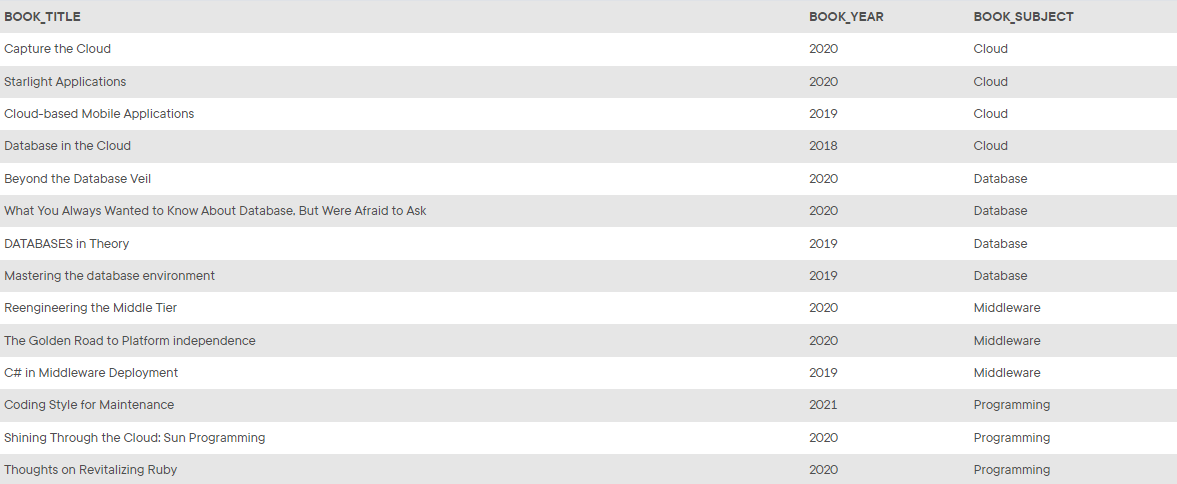 BOOK_TITLE BOOK_YEAR BOOK_SUBJECT
Capture the Cloud 2020 Cloud
Starlight Applications 2020 Cloud
Cloud-based Mobile Applications 2019 Cloud
Database in the Cloud 2018 Cloud
Beyond the Database Veil 2020 Database
What You Always Wanted to Know About Database, But Were Afraid to Ask 2020 Database
DATABASES in Theory 2019 Database
Mastering the database environment 2019 Database
Reengineering the Middle Tier 2020 Middleware
The Golden Road to Platform independence 2020 Middleware
C# in Middleware Deployment 2019 Middleware
Coding Style for Maintenance 2021 Programming
Shining Through the Cloud: Sun Programming 2020 Programming
Thoughts on Revitalizing Ruby 2020 Programming